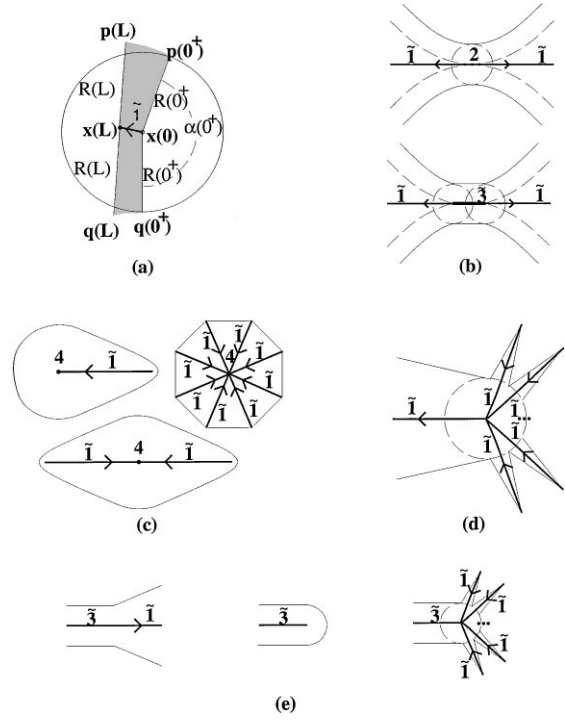 p(L)
p(0⁺)
R(L)
R(0⁺)
1̃
α(0⁺)
x(L)
x(0)
R(L)
R(0⁺)
q(L)
q(0⁺)
(a)
2
1̃
1̃
1̃
3̃
1̃
(b)
4
1̃
1̃ 1̃
4
1̃ 1̃
1̃ 1̃
1̃ 1̃
4
1̃ 1̃
(c)
1̃
1̃
1̃ ...
1̃
1̃
(d)
3̃ 1̃
3̃
1̃
1̃
3̃
...
1̃
1̃
(e)